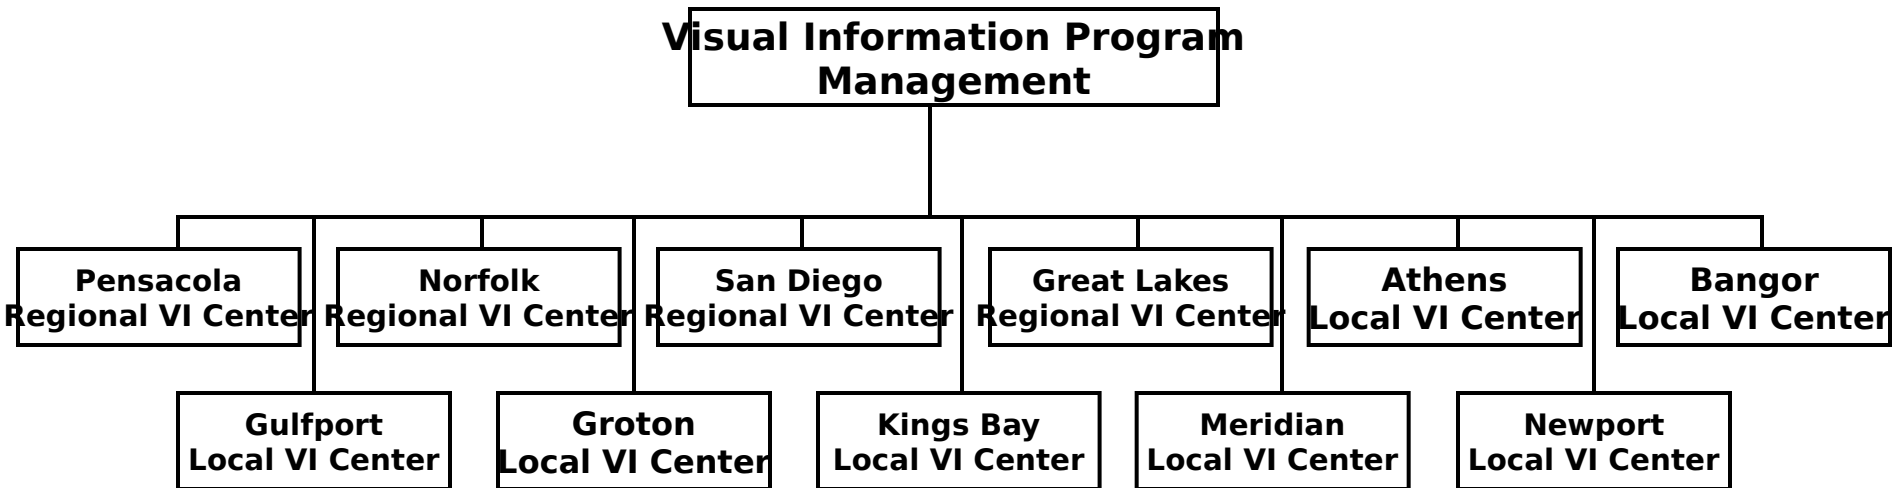 Visual Information Program
Management
Pensacola
Regional VI Center
Norfolk
Regional VI Center
San Diego
Regional VI Center
Great Lakes
Regional VI Center
Athens
Local VI Center
Bangor
Local VI Center
Gulfport
Local VI Center
Groton
Local VI Center
Kings Bay
Local VI Center
Meridian
Local VI Center
Newport
Local VI Center